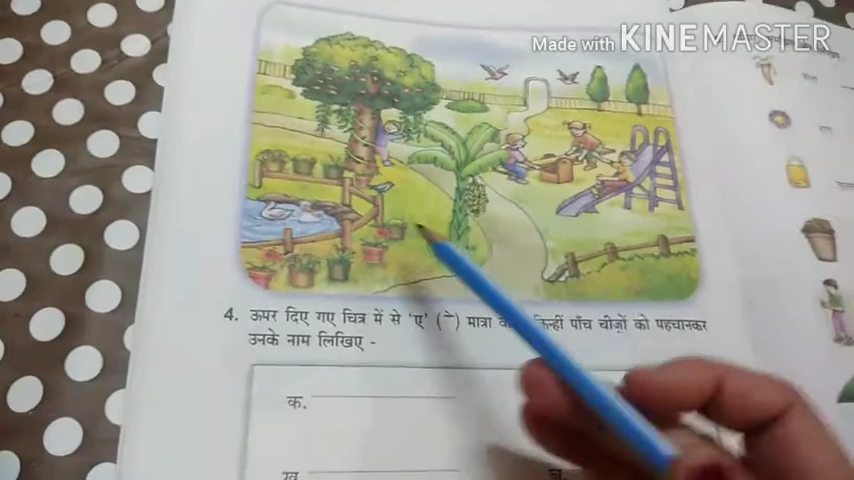 Made with KINEMASTER
4. ऊपर दिए गए चित्र में से 'ए' (े) मात्रा किन्हीं पाँच चीज़ों को पहचानकर
उनके नाम लिखिए -
क.
ख